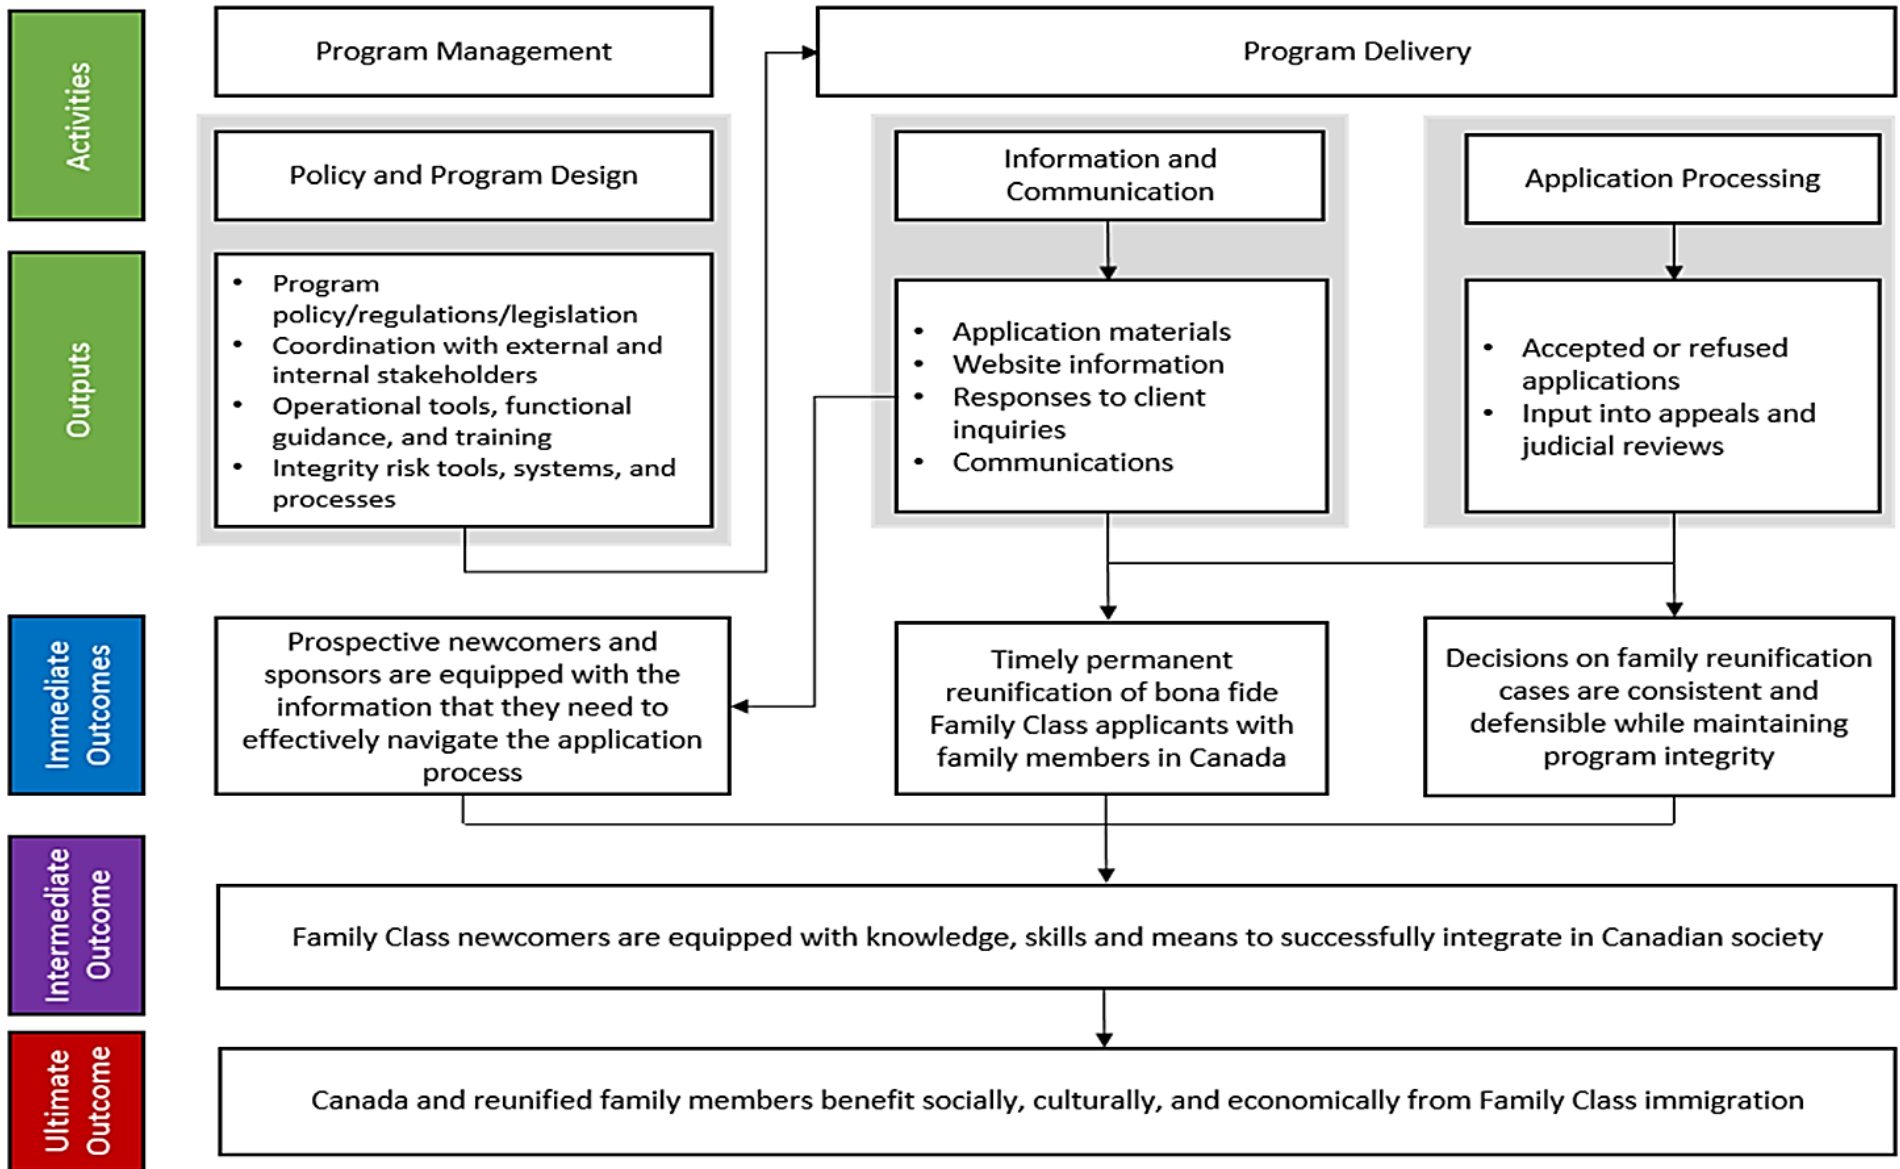 Activities
Program Management
Program Delivery
Policy and Program Design
Information and
Communication
Application Processing
Outputs
• Program
policy/regulations/legislation
• Coordination with external and
internal stakeholders
• Operational tools, functional
guidance, and training
• Integrity risk tools, systems, and
processes
• Application materials
• Website information
• Responses to client
inquiries
• Communications
• Accepted or refused
applications
• Input into appeals and
judicial reviews
Immediate
Outcomes
Prospective newcomers and
sponsors are equipped with the
information that they need to
effectively navigate the application
process
Timely permanent
reunification of bona fide
Family Class applicants with
family members in Canada
Decisions on family reunification
cases are consistent and
defensible while maintaining
program integrity
Intermediate
Outcome
Family Class newcomers are equipped with knowledge, skills and means to successfully integrate in Canadian society
Ultimate
Outcome
Canada and reunified family members benefit socially, culturally, and economically from Family Class immigration